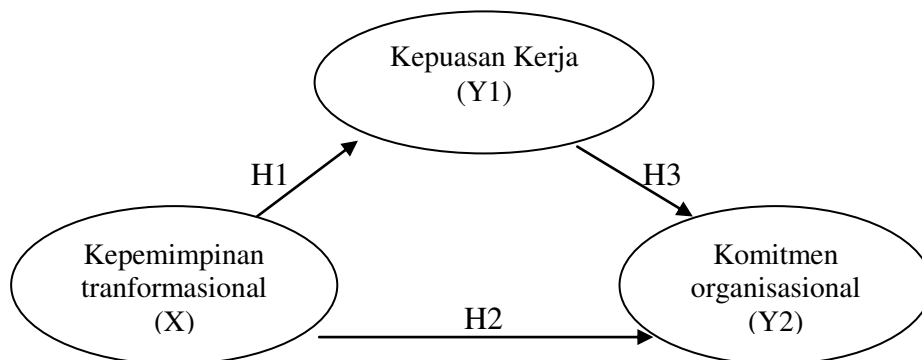 Kepuasan Kerja
(Y1)
H1
H3
Kepemimpinan
tranformasional
(X)
H2
Komitmen
organisasional
(Y2)